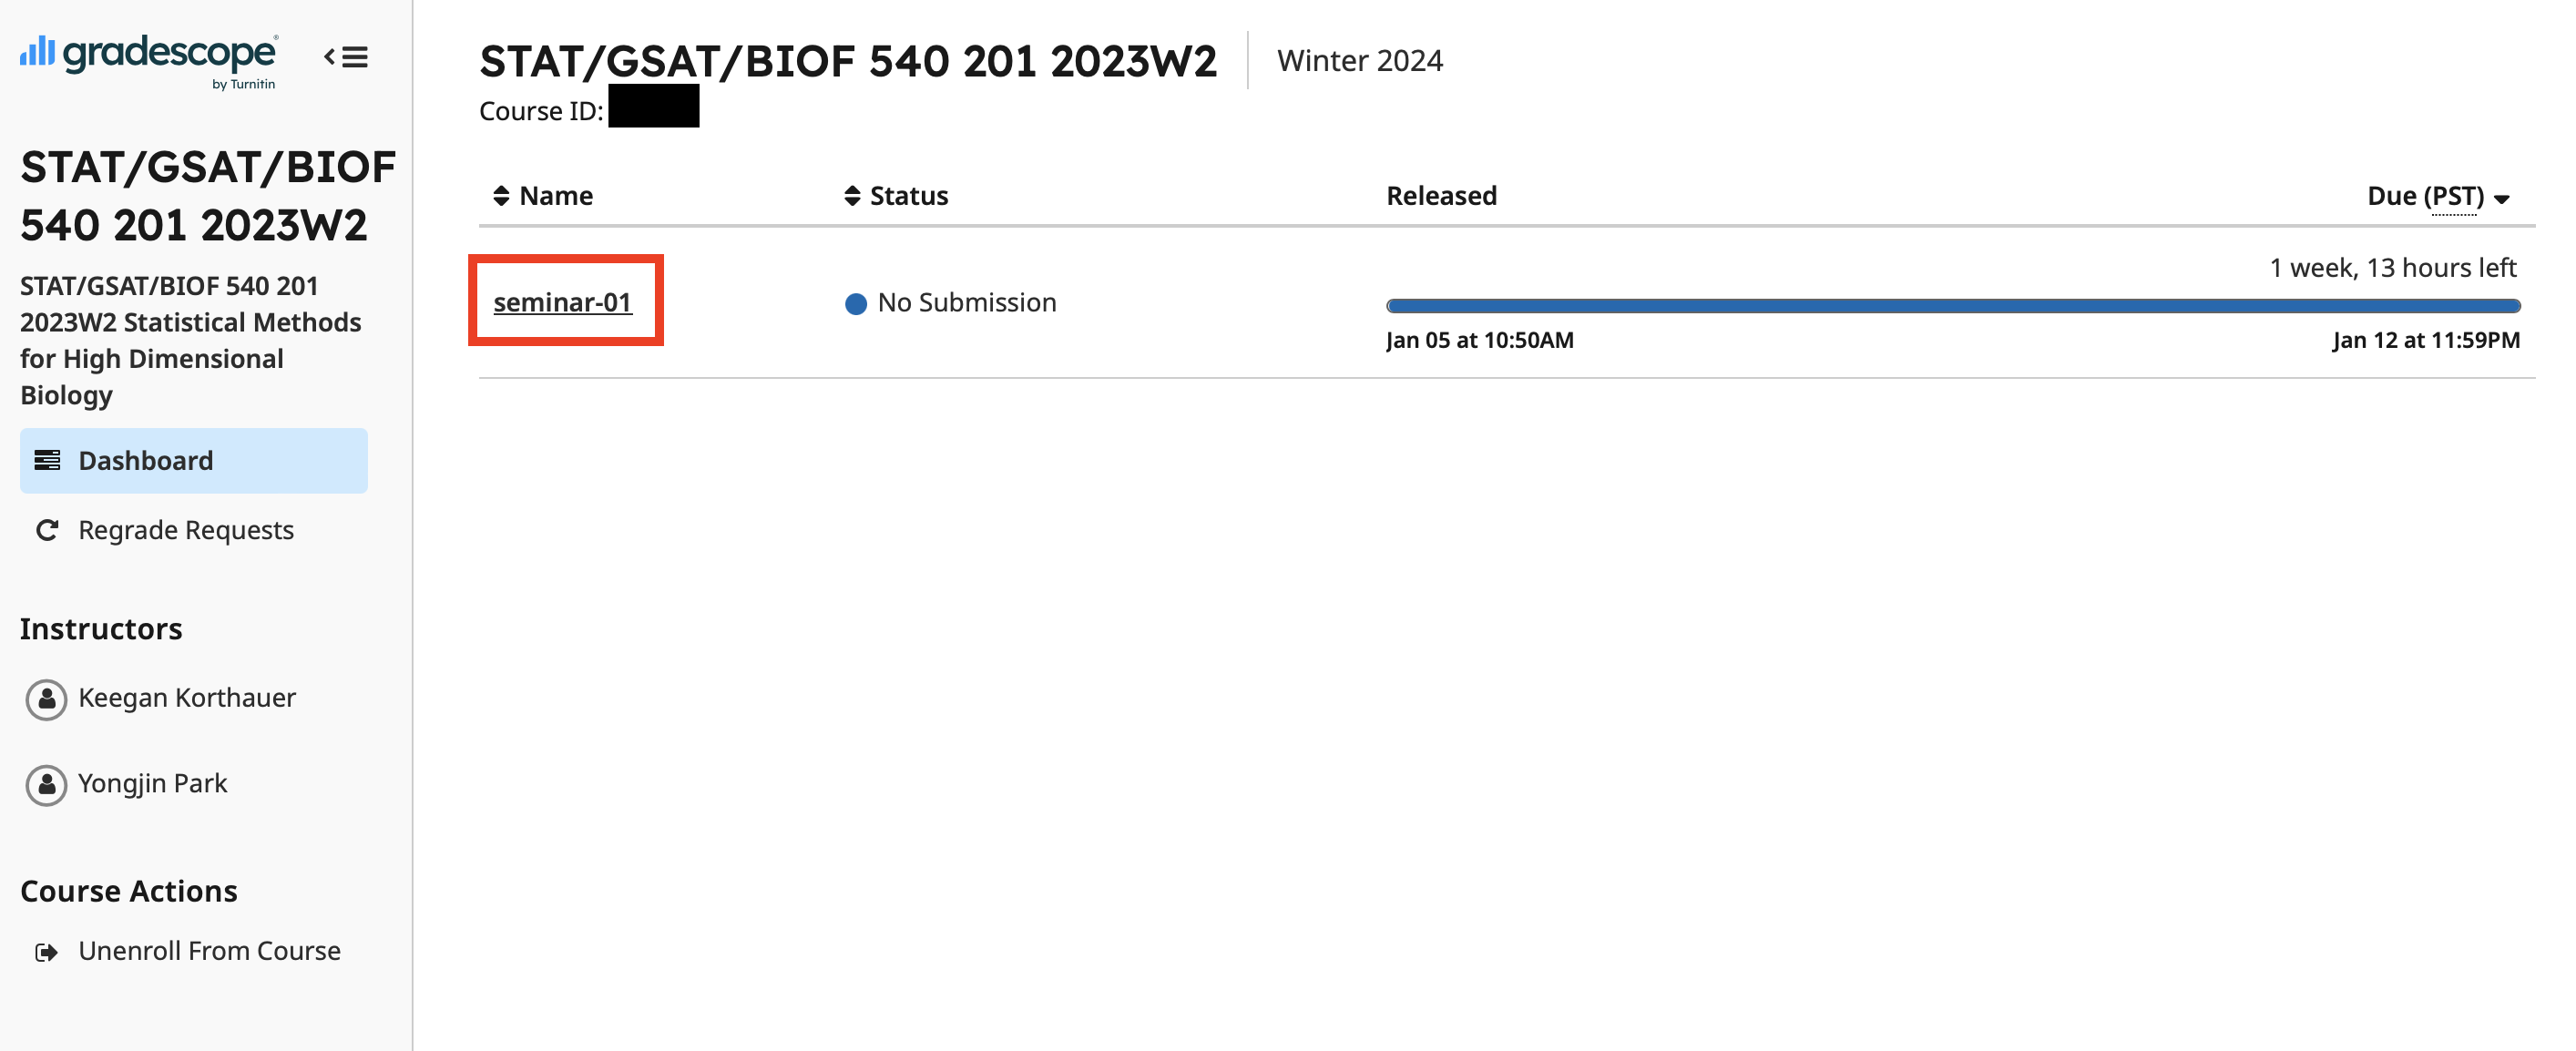 gradescope
by Turnitin
STAT/GSAT/BIOF
540 201 2023W2
STAT/GSAT/BIOF 540 201
2023W2 Statistical Methods
for High Dimensional
Biology
Dashboard
Regrade Requests
Instructors
Keegan Korthauer
Yongjin Park
Course Actions
Unenroll From Course
STAT/GSAT/BIOF 540 201 2023W2 Winter 2024
Course ID:
Name Status Released Due (PST)
1 week, 13 hours left
seminar-01 No Submission
Jan 05 at 10:50AM Jan 12 at 11:59PM